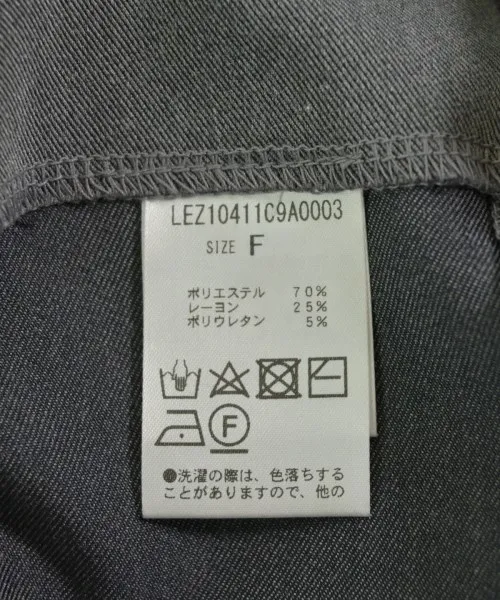 LEZ10411C9A0003
SIZE F
ポリエステル 70%
レーヨン 25%
ポリウレタン 5%
F
●洗濯の際は、色落ちする
ことがありますので、他の